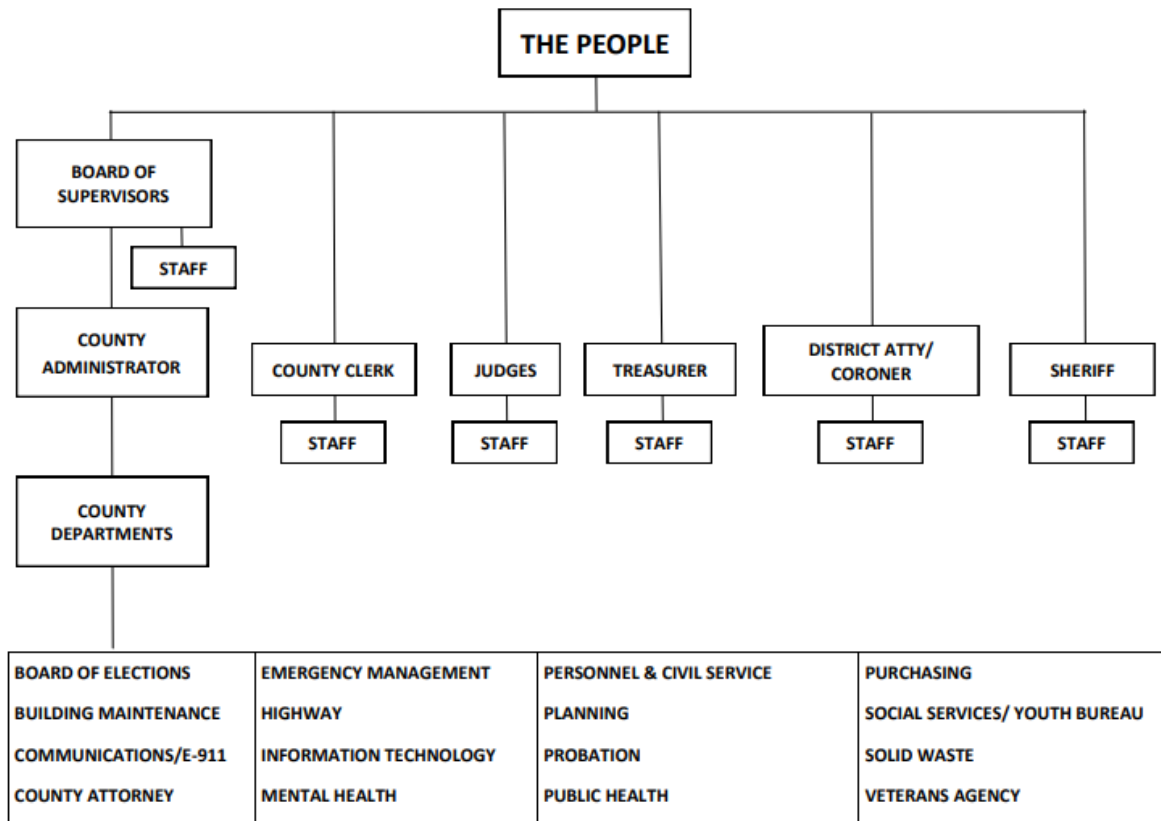 THE PEOPLE
BOARD OF
SUPERVISORS
STAFF
COUNTY
ADMINISTRATOR
COUNTY CLERK
JUDGES
TREASURER
DISTRICT ATTY/
CORONER
SHERIFF
STAFF
STAFF
STAFF
STAFF
STAFF
COUNTY
DEPARTMENTS
BOARD OF ELECTIONS
BUILDING MAINTENANCE
COMMUNICATIONS/E-911
COUNTY ATTORNEY
EMERGENCY MANAGEMENT
HIGHWAY
INFORMATION TECHNOLOGY
MENTAL HEALTH
PERSONNEL & CIVIL SERVICE
PLANNING
PROBATION
PUBLIC HEALTH
PURCHASING
SOCIAL SERVICES/ YOUTH BUREAU
SOLID WASTE
VETERANS AGENCY